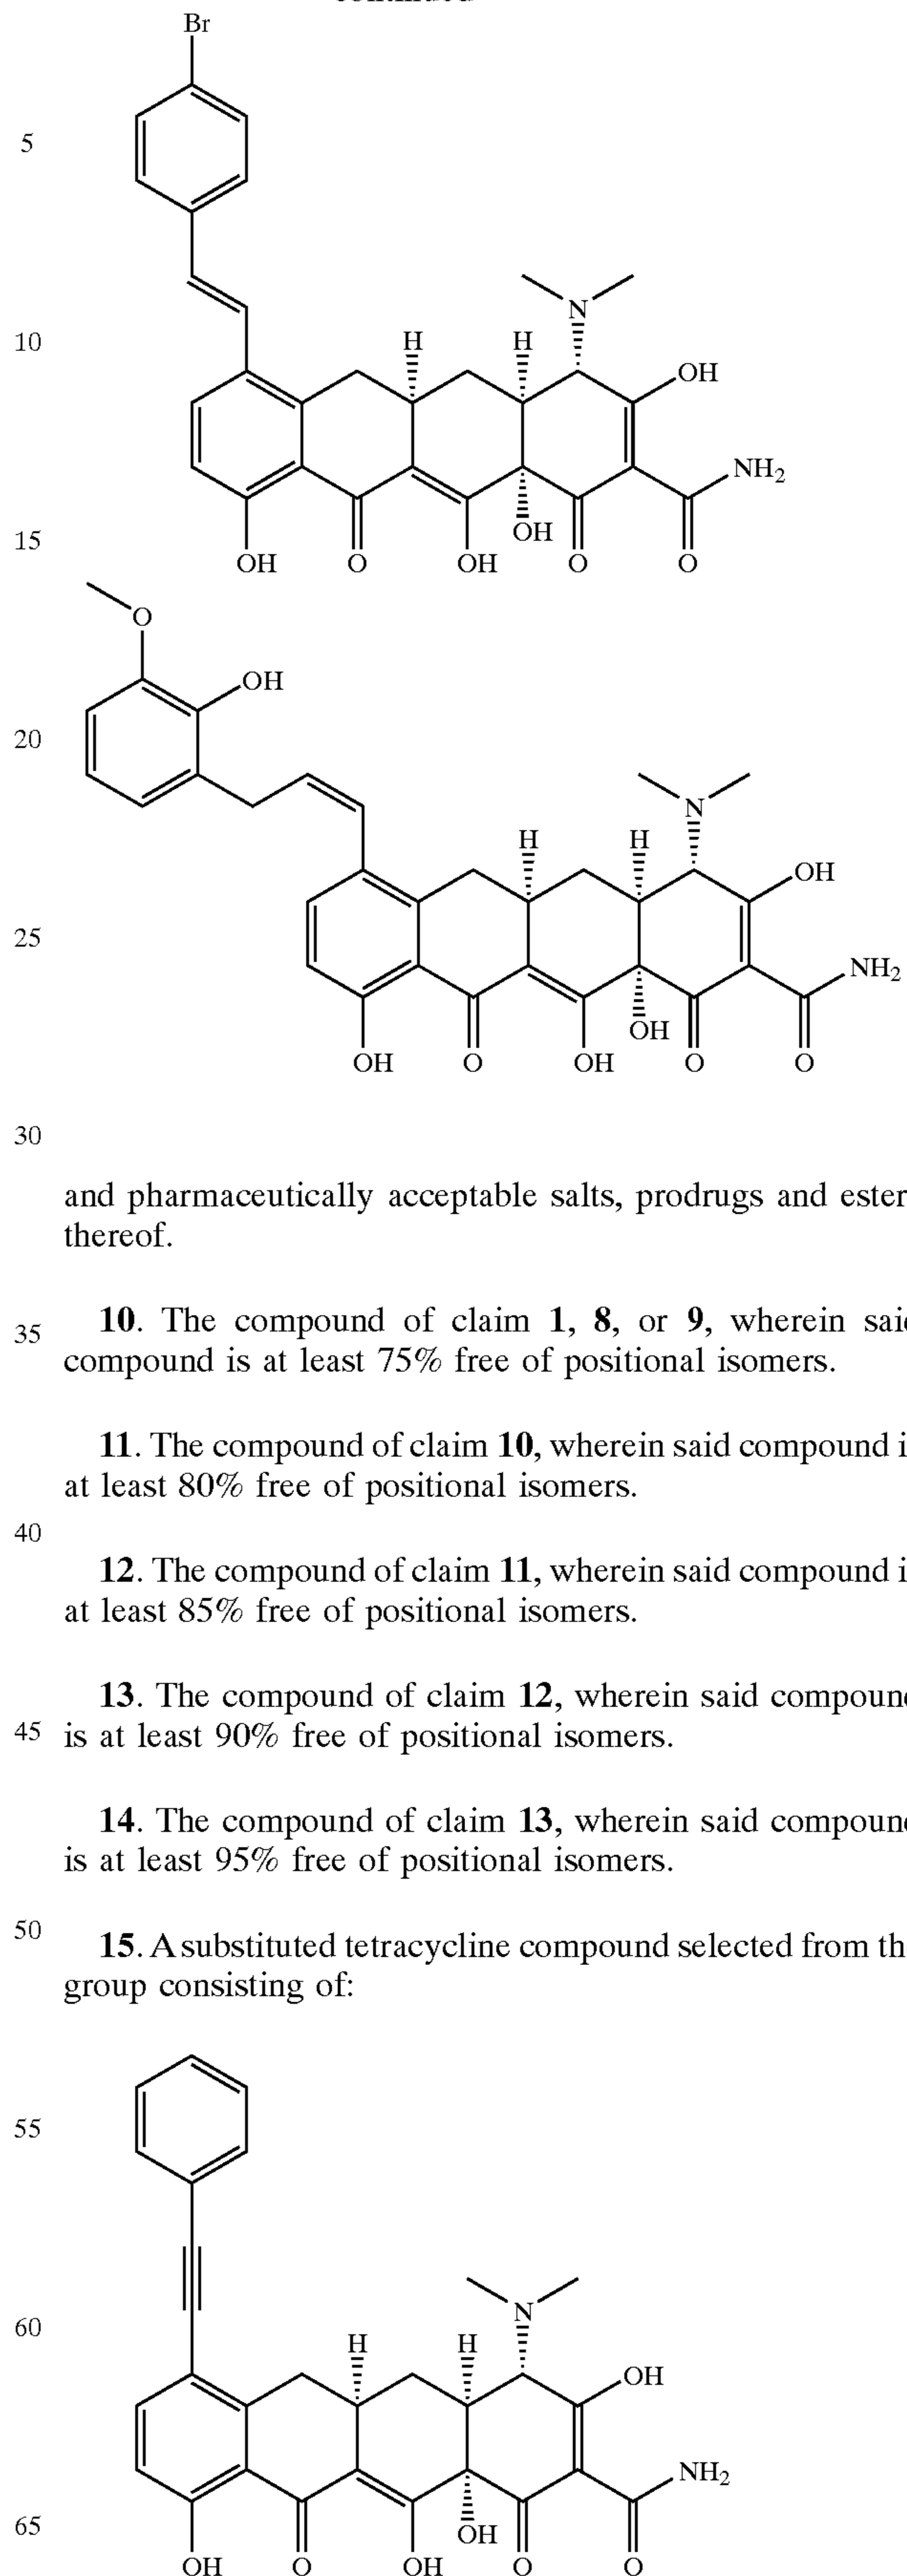 continued
Br
5
N
10 H H OH
NH2
OH
15 OH O OH O O
O
OH
20
N
H H OH
25
NH2
OH
OH O OH O O
30
and pharmaceutically acceptable salts, prodrugs and ester
thereof.
10. The compound of claim 1, 8, or 9, wherein said
35
compound is at least 75% free of positional isomers.
11. The compound of claim 10, wherein said compound i
at least 80% free of positional isomers.
40
12. The compound of claim 11, wherein said compound i
at least 85% free of positional isomers.
13. The compound of claim 12, wherein said compound
45 is at least 90% free of positional isomers.
14. The compound of claim 13, wherein said compound
is at least 95% free of positional isomers.
50
15. A substituted tetracycline compound selected from th
group consisting of:
55
N
60
H H
OH
NH2
65 OH
OH O OH O O